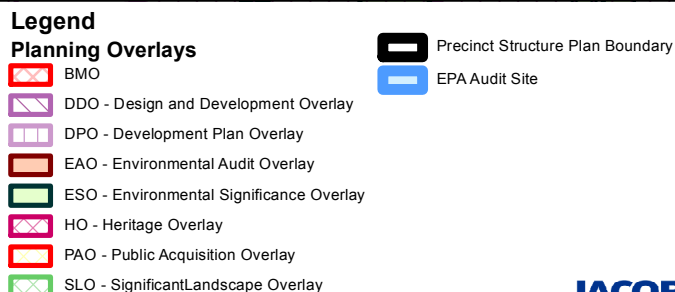 Legend
Planning Overlays
BMO
DDO - Design and Development Overlay
DPO - Development Plan Overlay
EAO - Environmental Audit Overlay
ESO - Environmental Significance Overlay
HO - Heritage Overlay
PAO - Public Acquisition Overlay
SLO - SignificantLandscape Overlay
Precinct Structure Plan Boundary
EPA Audit Site